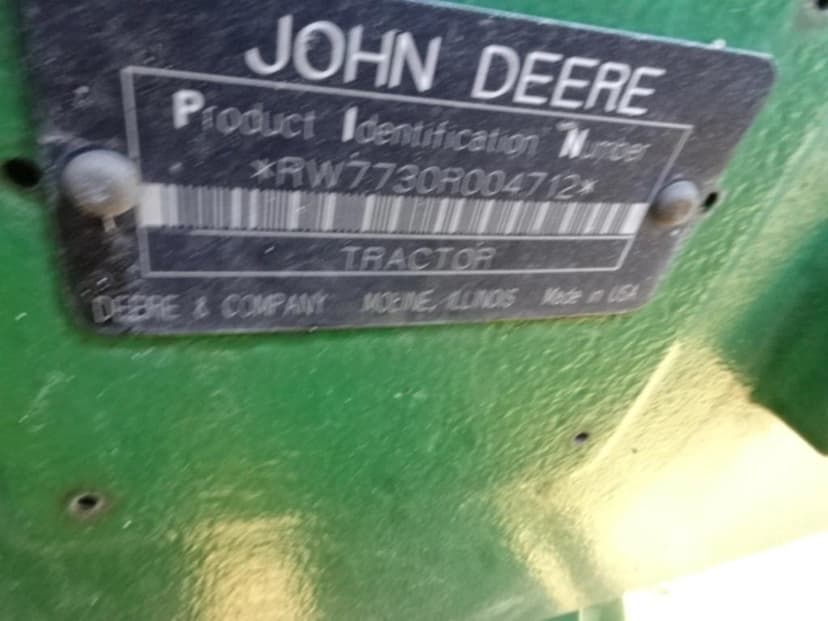 JOHN DEERE
Product Identification Number
*RW7730R004712*
TRACTOR
DEERE & COMPANY MOLINE, ILLINOIS Made in USA